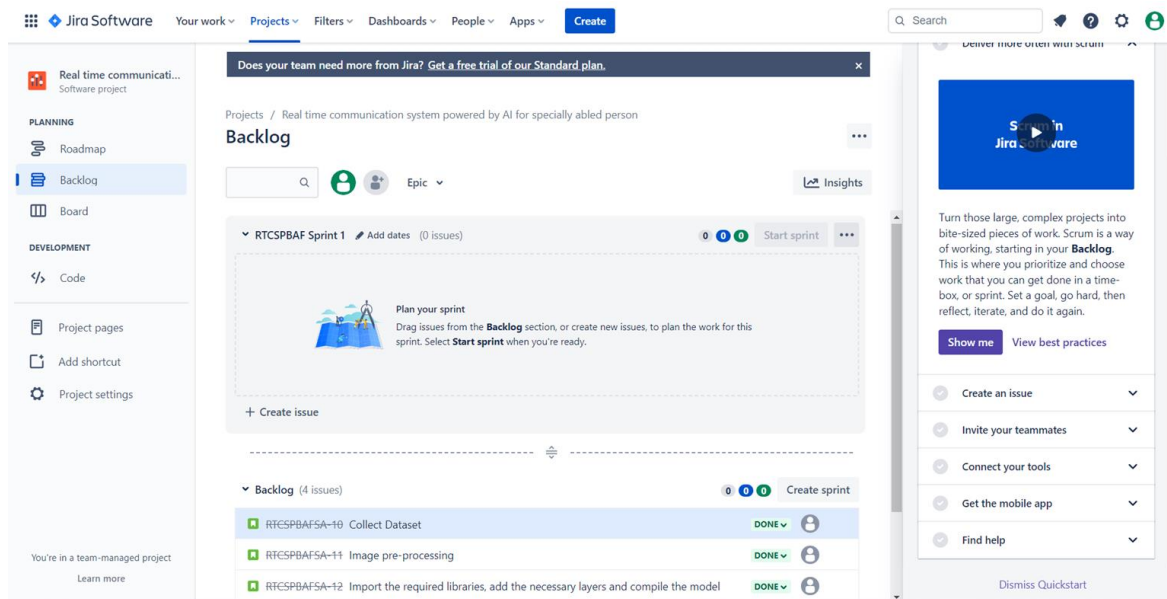 Jira Software
Your work
Projects
Filters
Dashboards
People
Apps
Create
Search
Real time communicati...
Software project
PLANNING
Roadmap
Backlog
Board
DEVELOPMENT
Code
Project pages
Add shortcut
Project settings
You're in a team-managed project
Learn more
Does your team need more from Jira? Get a free trial of our Standard plan.
Projects / Real time communication system powered by AI for specially abled person
Backlog
Epic
Insights
RTCSPBAF Sprint 1 Add dates (0 issues)
0 0 0 Start sprint
Plan your sprint
Drag issues from the Backlog section, or create new issues, to plan the work for this
sprint. Select Start sprint when you're ready.
+ Create issue
Backlog (4 issues)
0 0 0 Create sprint
RTCSPBAFSA-10 Collect Dataset DONE
RTCSPBAFSA-11 Image pre-processing DONE
RTCSPBAFSA-12 Import the required libraries, add the necessary layers and compile the model DONE
Deliver more often with scrum
Scrum in
Jira Software
Turn those large, complex projects into
bite-sized pieces of work. Scrum is a way
of working, starting in your Backlog.
This is where you prioritize and choose
work that you can get done in a time-
box, or sprint. Set a goal, go hard, then
reflect, iterate, and do it again.
Show me View best practices
Create an issue
Invite your teammates
Connect your tools
Get the mobile app
Find help
Dismiss Quickstart